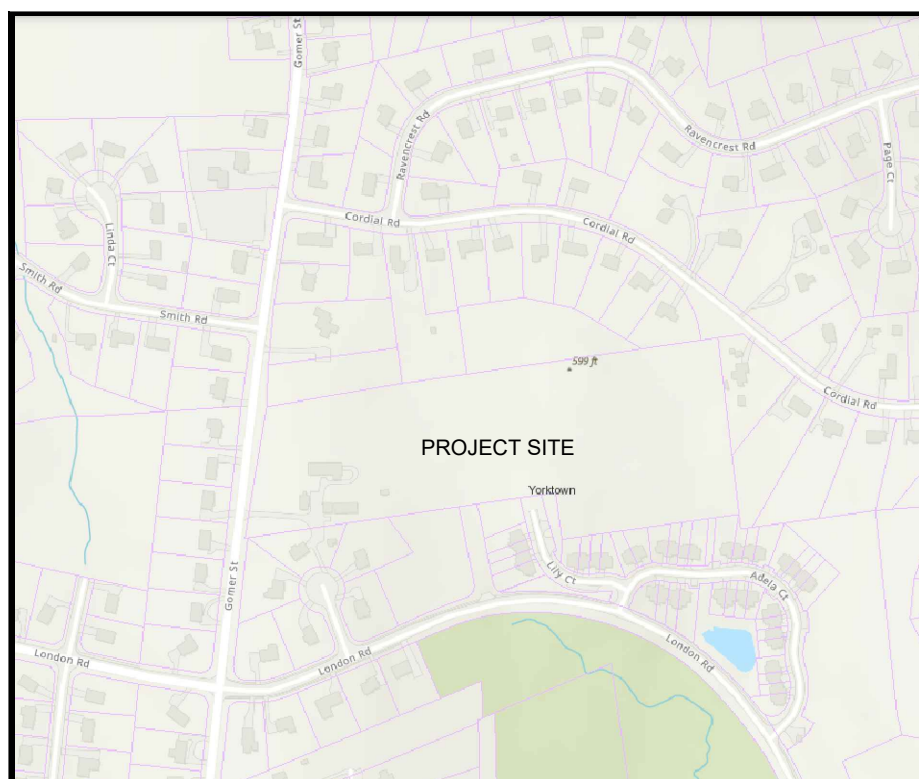 Gomer St
Ravencrest Rd
Ravencrest Rd
Page Ct
Cordial Rd
Cordial Rd
Linda Ct
Smith Rd
Smith Rd
599 ft
Cordial Rd
PROJECT SITE
Yorktown
Lily Ct
Adela Ct
Gomer St
London Rd
London Rd
London Rd